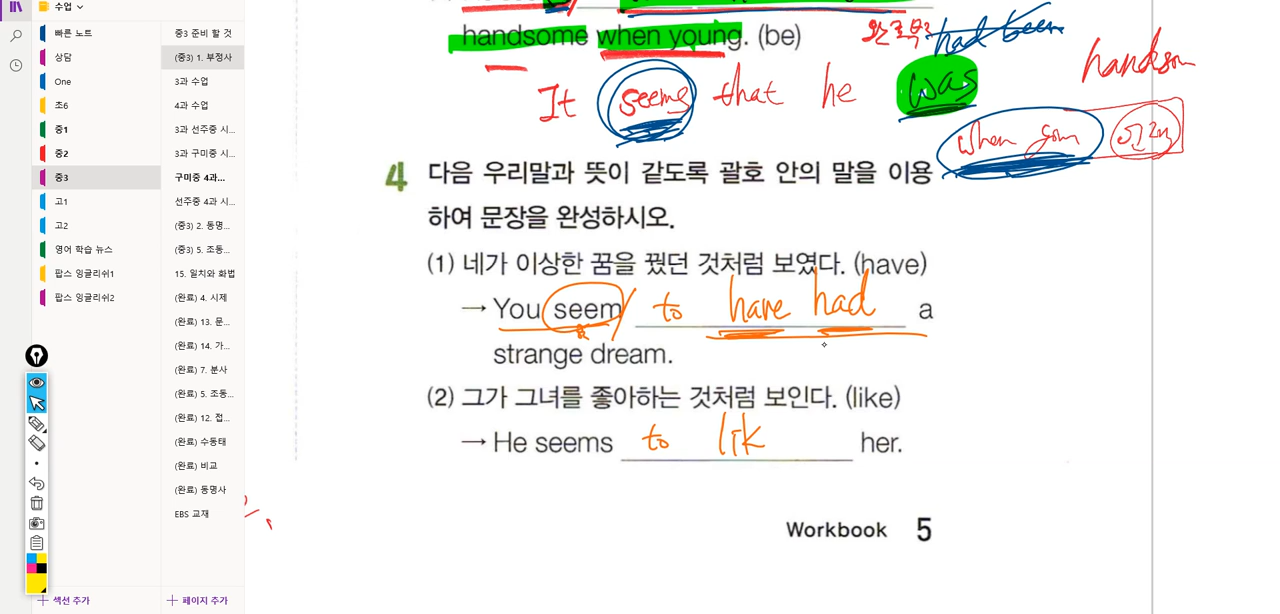 수업
빠른 노트
상담
One
초6
중1
중2
중3
고1
고2
영어 학습 뉴스
팝스 잉글리쉬1
팝스 잉글리쉬2
섹션 추가
중3 준비 할 것
(중3) 1. 부정사
3과 수업
4과 수업
3과 선주중 시...
3과 구미중 시...
구미중 4과...
선주중 4과 시...
(중3) 2. 동명...
(중3) 5. 조동...
15. 일치와 화법
(완료) 4. 시제
(완료) 13. 문...
(완료) 14. 가...
(완료) 7. 분사
(완료) 5. 조동...
(완료) 12. 접...
(완료) 수동태
(완료) 비교
(완료) 동명사
EBS 교재
페이지 추가
handsome when young. (be) had been
It seems that he was handsom
when
4 다음 우리말과 뜻이 같도록 괄호 안의 말을 이용
하여 문장을 완성하시오.
(1) 네가 이상한 꿈을 꿨던 것처럼 보였다. (have)
→ You seem to have had a
strange dream.
(2) 그가 그녀를 좋아하는 것처럼 보인다. (like)
→ He seems to lik her.
Workbook 5